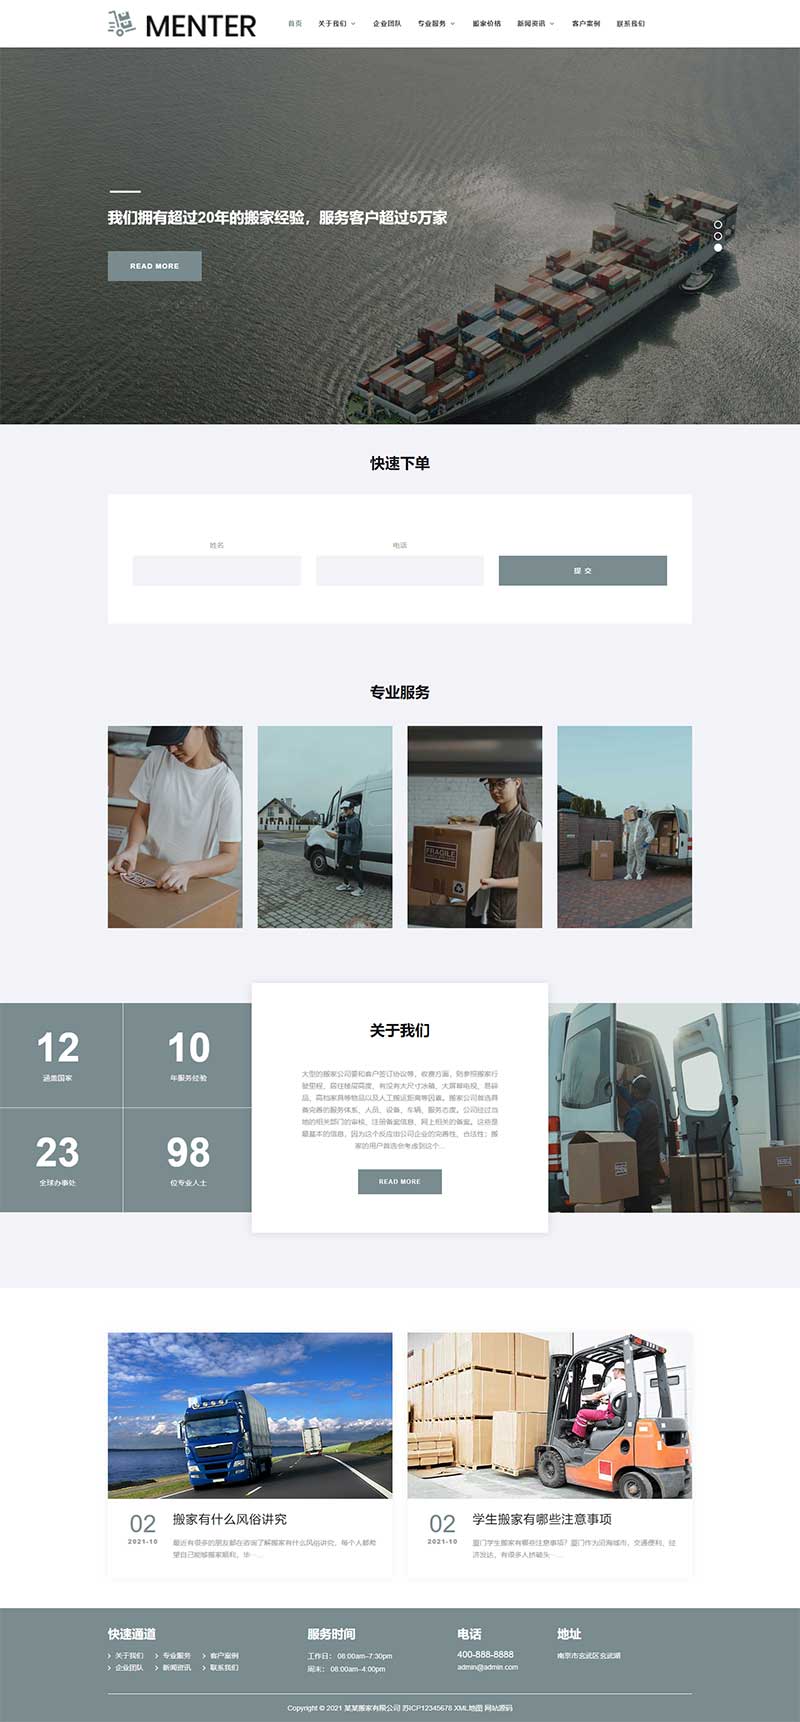 MENTER
首页 关于我们 企业团队 专业服务 搬家价格 新闻资讯 客户案例 联系我们
我们拥有超过20年的搬家经验，服务客户超过5万家
READ MORE
快速下单
姓名 电话
提 交
专业服务
FRAGILE
12 10
涵盖国家 年服务经验
23 98
全球办事处 位专业人士
关于我们
大型的搬家公司要和客户签订协议等，收费方面，则参照搬家行
驶里程、居住楼层高度、有没有大尺寸冰箱、大屏幕电视、易碎
品、高档家具等物品以及人工搬运距离等因素。搬家公司首选具
备完善的服务体系、人员、设备、车辆、服务态度。公司经过当
地的相关部门的审核、注册备案信息、网上相关的备案。这些是
最基本的信息，因为这个反应出公司企业的完善性、合法性；搬
家的用户首选会考虑到这个...
READ MORE
02 搬家有什么风俗讲究
2021-10 最近有很多的朋友都在咨询了解搬家有什么风俗讲究，每个人都希
望自己能够搬家顺利，毕...
02 学生搬家有哪些注意事项
2021-10 厦门学生搬家有哪些注意事项？厦门作为沿海城市，交通便利，经
济发达，有很多人挤破头...
快速通道 服务时间 电话 地址
关于我们 专业服务 客户案例 工作日： 08:00am–7:30pm 400-888-8888 南京市玄武区玄武湖
企业团队 新闻资讯 联系我们 周末： 08:00am–4:00pm admin@admin.com
Copyright © 2021 某某搬家有限公司 苏ICP12345678 XML地图 网站源码